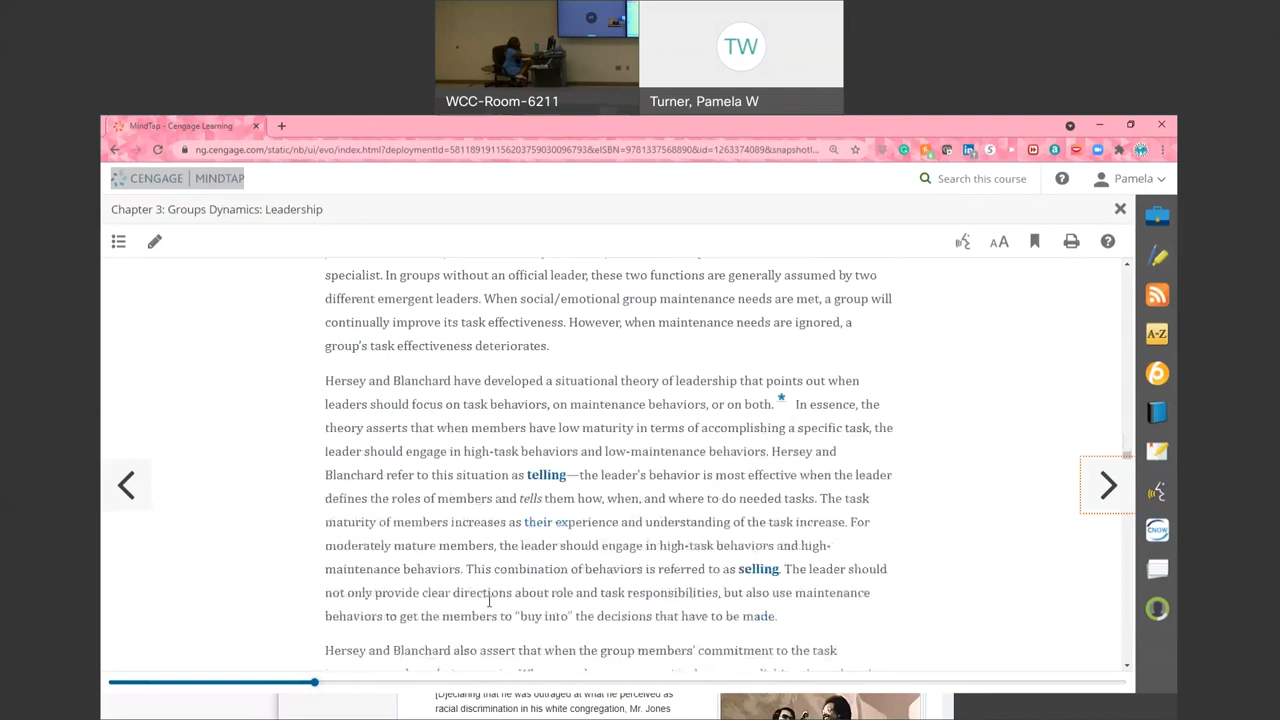 TW
WCC-Room-6211
Turner, Pamela W
MindTap - Cengage Learning
ng.cengage.com/static/nb/ui/evo/index.html?deploymentId=5811891911562037590309679​3&eISBN=9781337568890&id=1263374089&snapshotI...
CENGAGE | MINDTAP
Search this course
Pamela
Chapter 3: Groups Dynamics: Leadership
AA
specialist. In groups without an official leader, these two functions are generally assumed by two
different emergent leaders. When social/emotional group maintenance needs are met, a group will
continually improve its task effectiveness. However, when maintenance needs are ignored, a
group's task effectiveness deteriorates.
Hersey and Blanchard have developed a situational theory of leadership that points out when
leaders should focus on task behaviors, on maintenance behaviors, or on both. * In essence, the
theory asserts that when members have low maturity in terms of accomplishing a specific task, the
leader should engage in high-task behaviors and low-maintenance behaviors. Hersey and
Blanchard refer to this situation as telling—the leader's behavior is most effective when the leader
defines the roles of members and tells them how, when, and where to do needed tasks. The task
maturity of members increases as their experience and understanding of the task increase. For
moderately mature members, the leader should engage in high-task behaviors and high-
maintenance behaviors. This combination of behaviors is referred to as selling. The leader should
not only provide clear directions about role and task responsibilities, but also use maintenance
behaviors to get the members to "buy into" the decisions that have to be made.
Hersey and Blanchard also assert that when the group members' commitment to the task
A-Z
CNOW
[D]eclaring that he was outraged at what he perceived as
racial discrimination in his white congregation, Mr. Jones